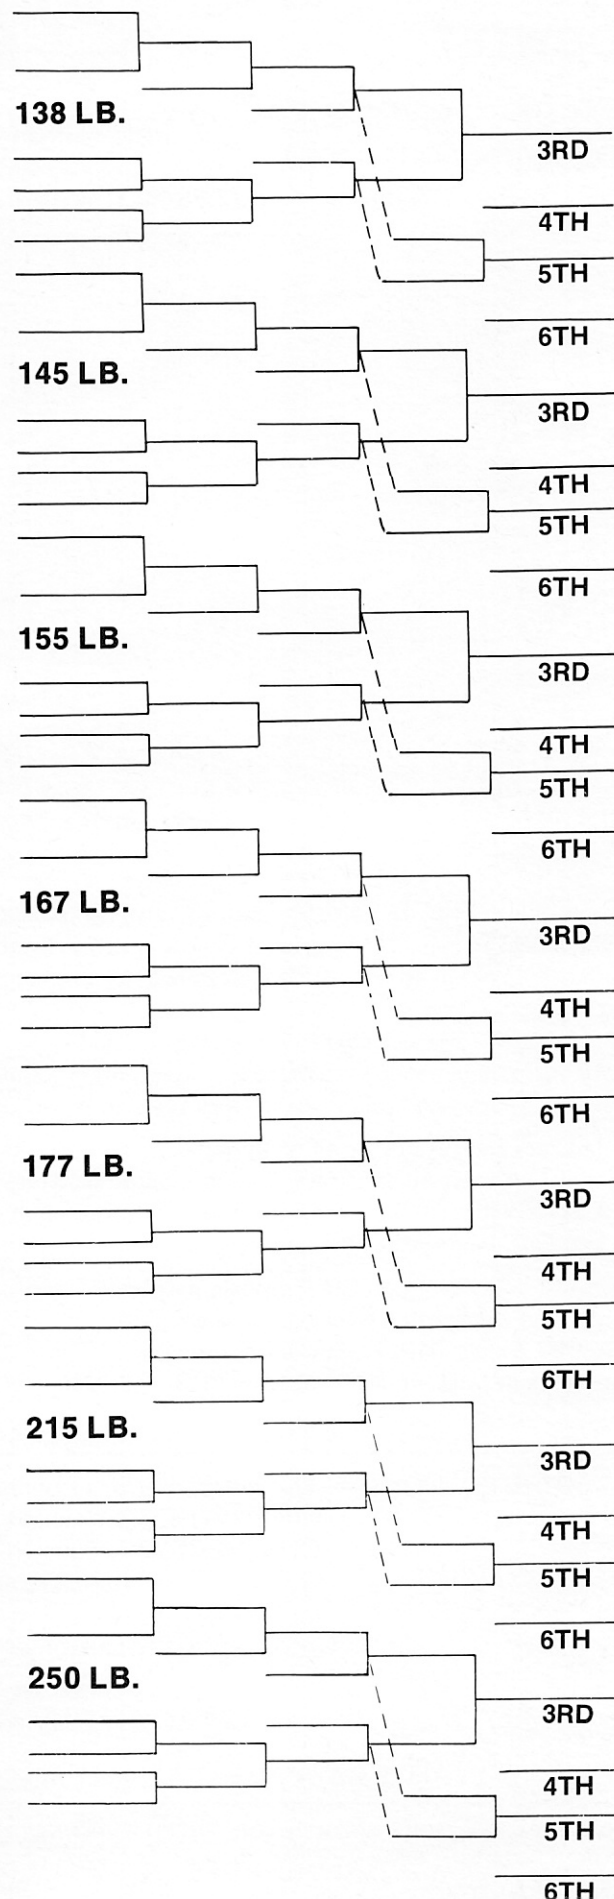 138 LB.
3RD
4TH
5TH
6TH
145 LB.
3RD
4TH
5TH
6TH
155 LB.
3RD
4TH
5TH
6TH
167 LB.
3RD
4TH
5TH
6TH
177 LB.
3RD
4TH
5TH
6TH
215 LB.
3RD
4TH
5TH
6TH
250 LB.
3RD
4TH
5TH
6TH